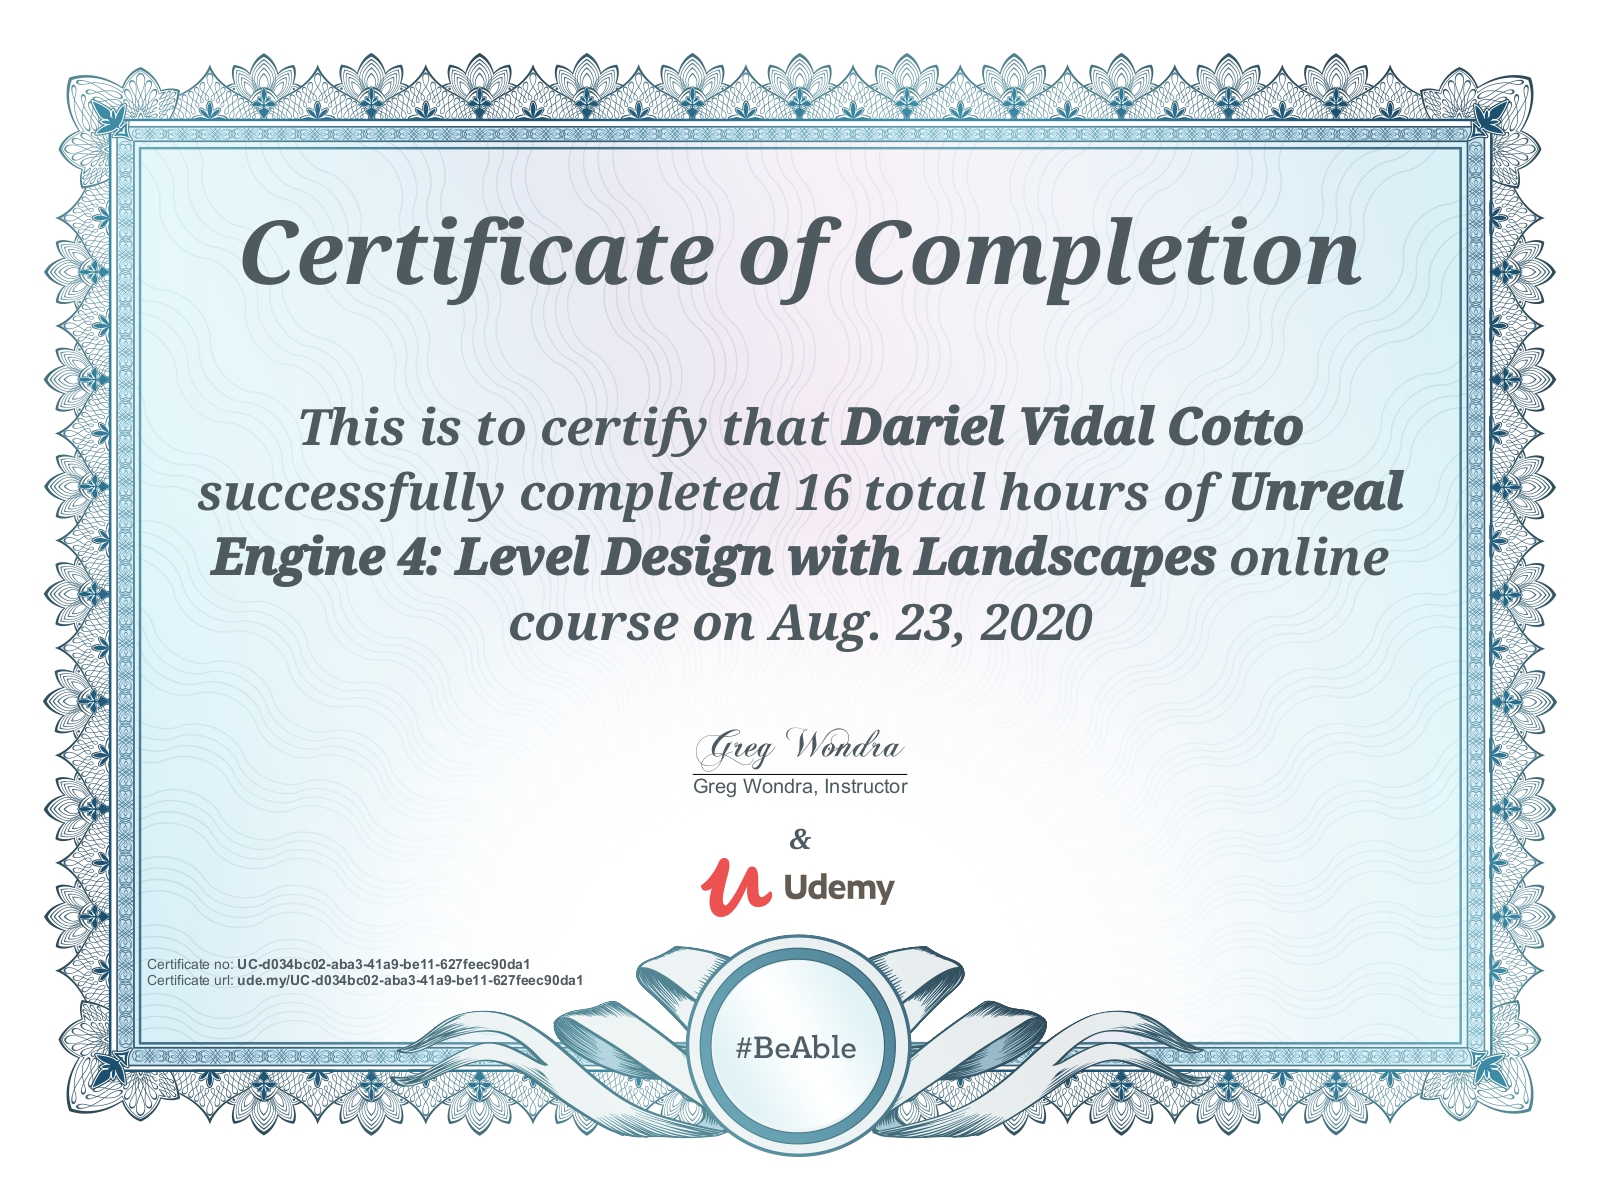 Certificate of Completion
This is to certify that Dariel Vidal Cotto
successfully completed 16 total hours of Unreal
Engine 4: Level Design with Landscapes online
course on Aug. 23, 2020
Greg Wondra
Greg Wondra, Instructor
&
Udemy
Certificate no: UC-d034bc02-aba3-41a9-be11-627feec90da1
Certificate url: ude.my/UC-d034bc02-aba3-41a9-be11-627feec90da1
#BeAble